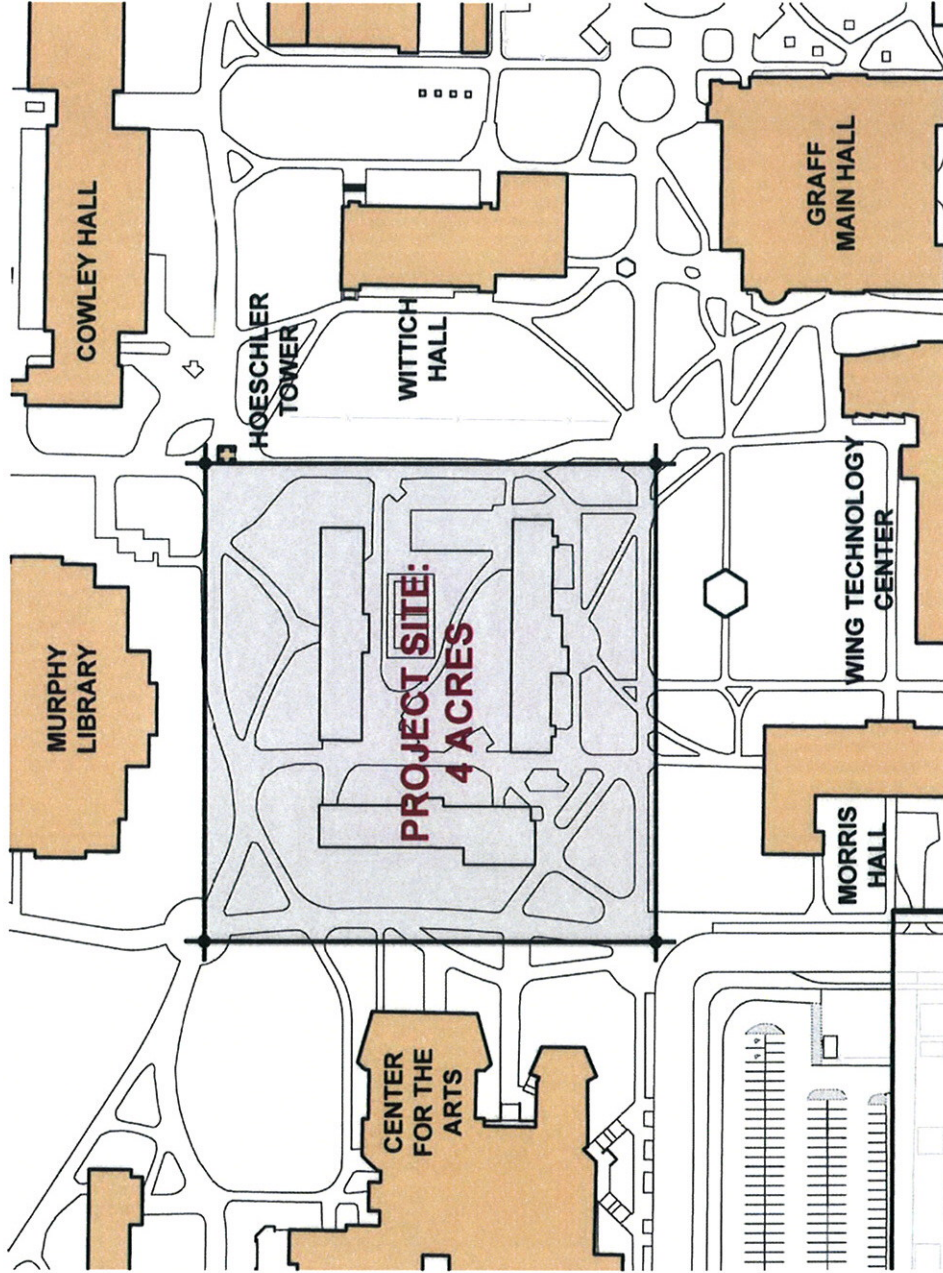 COWLEY HALL
MURPHY
LIBRARY
HOESCHLER
TOWER
WITTICH
HALL
GRAFF
MAIN HALL
PROJECT SITE:
4 ACRES
CENTER
FOR THE
ARTS
WING TECHNOLOGY
CENTER
MORRIS
HALL